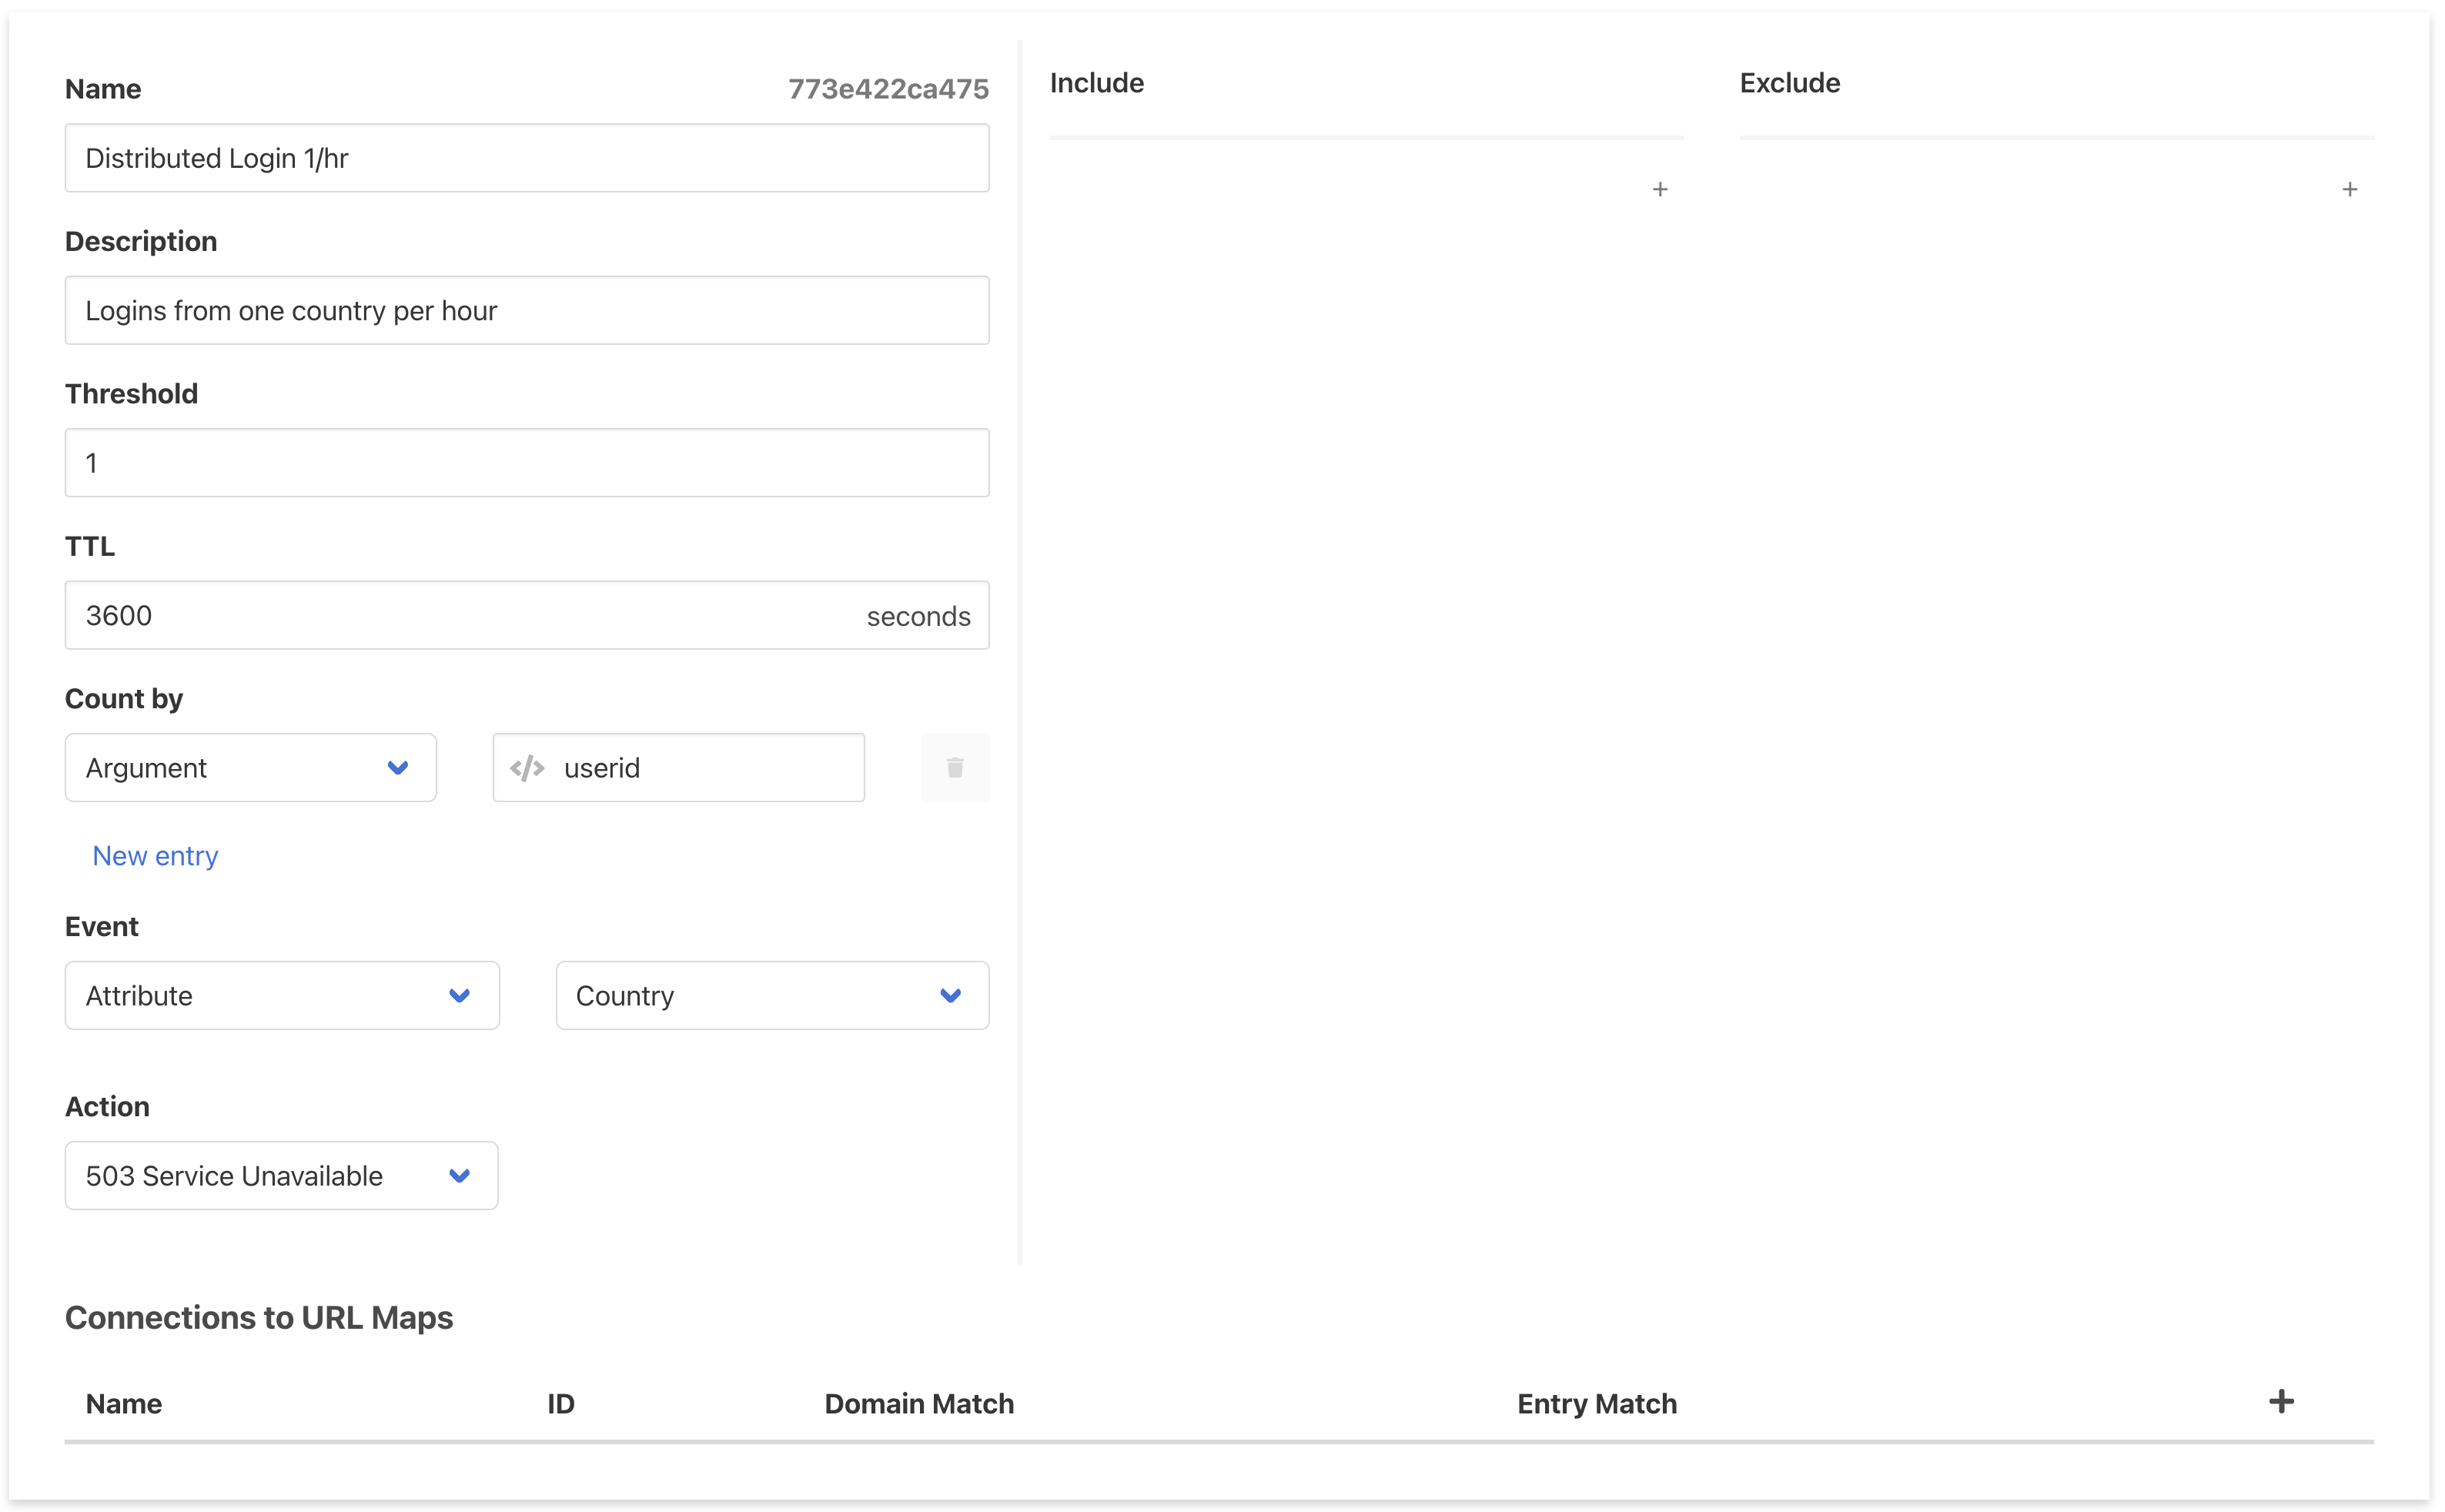 Name 773e422ca475
Distributed Login 1/hr
Description
Logins from one country per hour
Threshold
1
TTL
3600 seconds
Count by
Argument </> userid
New entry
Event
Attribute Country
Action
503 Service Unavailable
Include
+
Exclude
+
Connections to URL Maps
Name ID Domain Match Entry Match +